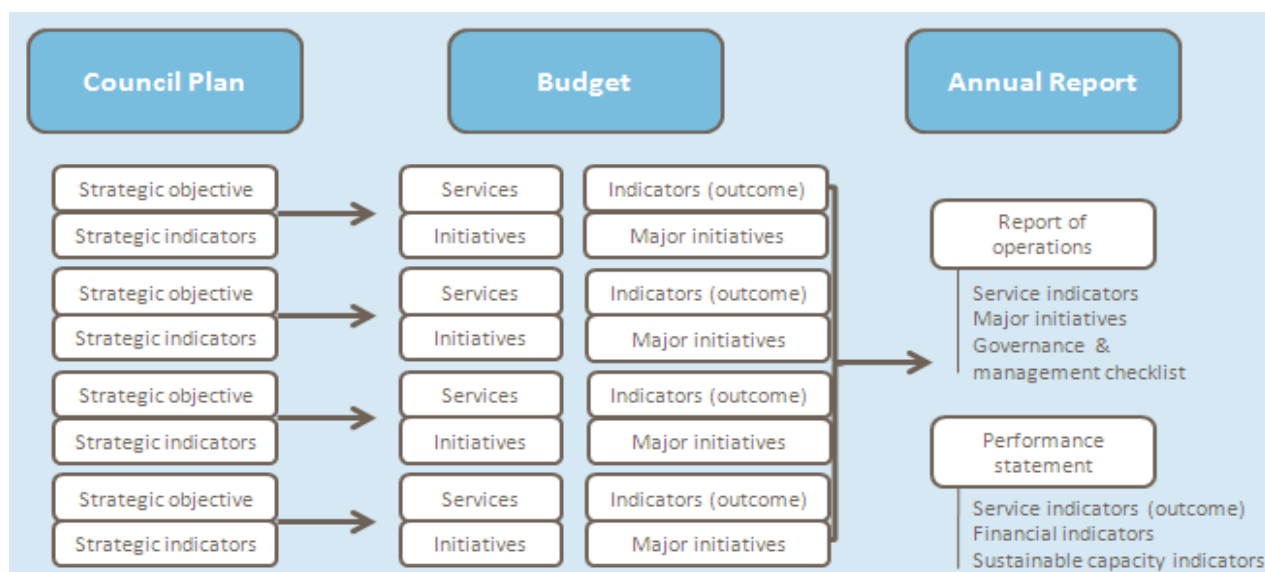 Council Plan
Budget
Annual Report
Strategic objective
Strategic indicators
Strategic objective
Strategic indicators
Strategic objective
Strategic indicators
Strategic objective
Strategic indicators
Services
Initiatives
Services
Initiatives
Services
Initiatives
Services
Initiatives
Indicators (outcome)
Major initiatives
Indicators (outcome)
Major initiatives
Indicators (outcome)
Major initiatives
Indicators (outcome)
Major initiatives
Report of
operations
Service indicators
Major initiatives
Governance &
management checklist
Performance
statement
Service indicators (outcome)
Financial indicators
Sustainable capacity indicators